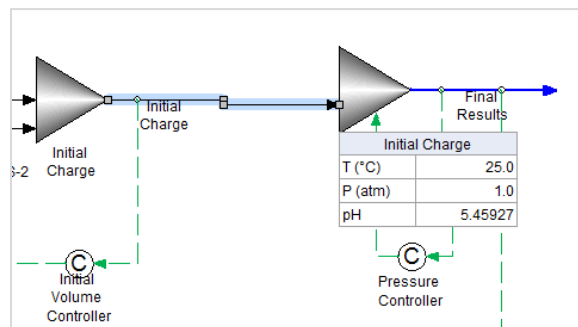 Initial
Charge
Final
Results
Initial
Charge
S-2
Initial Charge
T (°C) 25.0
P (atm) 1.0
pH 5.45927
C
Initial
Volume
Controller
C
Pressure
Controller